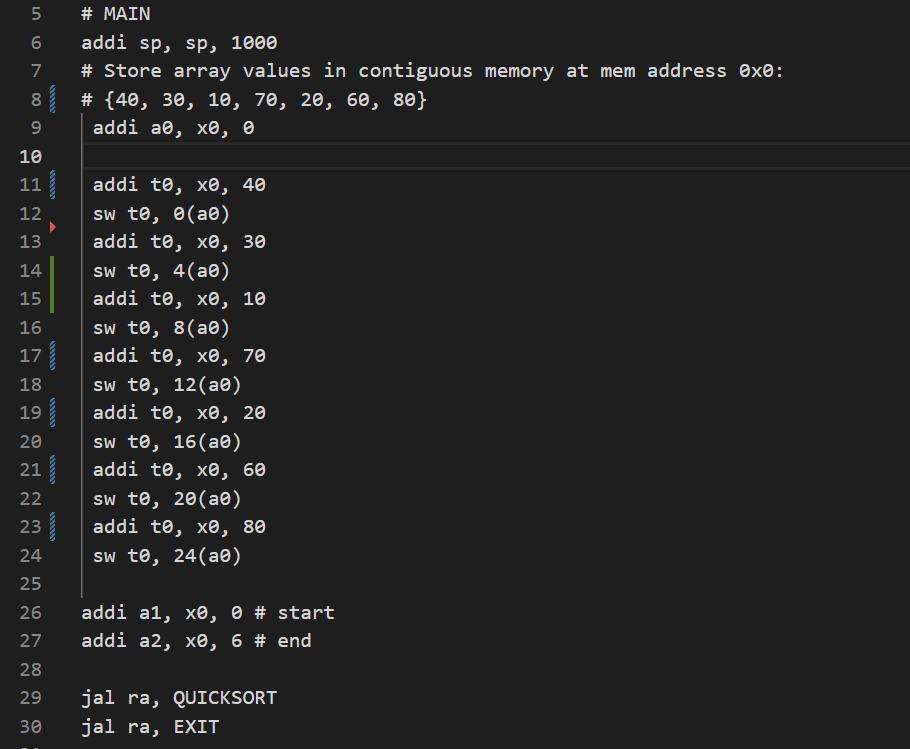 5 # MAIN
6 addi sp, sp, 1000
7 # Store array values in contiguous memory at mem address 0x0:
8 # {40, 30, 10, 70, 20, 60, 80}
9 addi a0, x0, 0
10
11 addi t0, x0, 40
12 sw t0, 0(a0)
13 addi t0, x0, 30
14 sw t0, 4(a0)
15 addi t0, x0, 10
16 sw t0, 8(a0)
17 addi t0, x0, 70
18 sw t0, 12(a0)
19 addi t0, x0, 20
20 sw t0, 16(a0)
21 addi t0, x0, 60
22 sw t0, 20(a0)
23 addi t0, x0, 80
24 sw t0, 24(a0)
25
26 addi a1, x0, 0 # start
27 addi a2, x0, 6 # end
28
29 jal ra, QUICKSORT
30 jal ra, EXIT